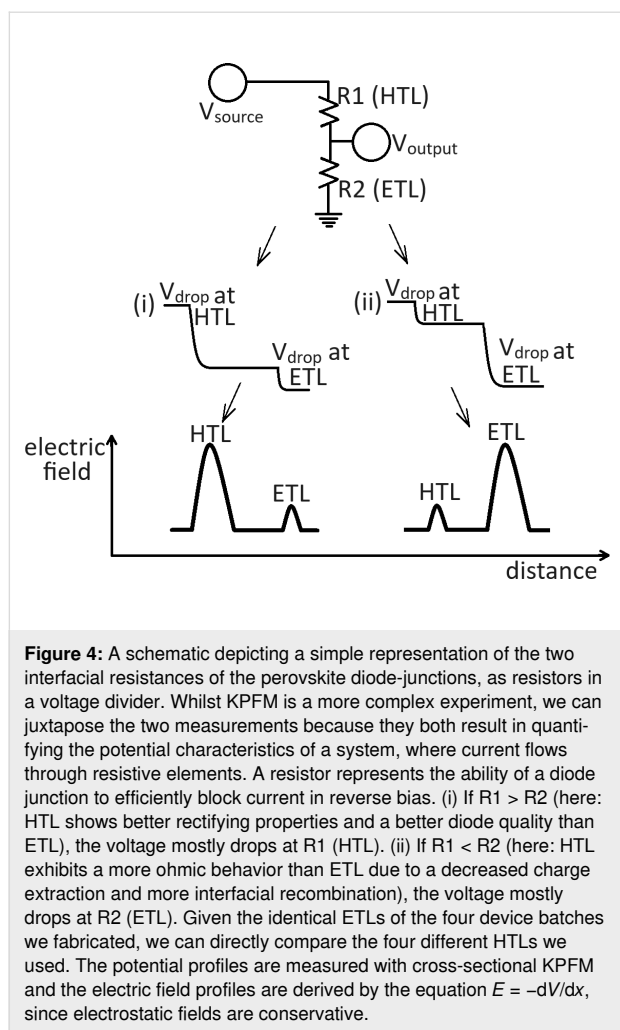 R1 (HTL)
Vsource
Voutput
R2 (ETL)
(i) Vdrop at
HTL
Vdrop at
ETL
(ii) Vdrop at
HTL
Vdrop at
ETL
electric
field
HTL
ETL
HTL
ETL
distance
Figure 4: A schematic depicting a simple representation of the two
interfacial resistances of the perovskite diode-junctions, as resistors in
a voltage divider. Whilst KPFM is a more complex experiment, we can
juxtapose the two measurements because they both result in quanti-
fying the potential characteristics of a system, where current flows
through resistive elements. A resistor represents the ability of a diode
junction to efficiently block current in reverse bias. (i) If R1 > R2 (here:
HTL shows better rectifying properties and a better diode quality than
ETL), the voltage mostly drops at R1 (HTL). (ii) If R1 < R2 (here: HTL
exhibits a more ohmic behavior than ETL due to a decreased charge
extraction and more interfacial recombination), the voltage mostly
drops at R2 (ETL). Given the identical ETLs of the four device batches
we fabricated, we can directly compare the four different HTLs we
used. The potential profiles are measured with cross-sectional KPFM
and the electric field profiles are derived by the equation E = −dV/dx,
since electrostatic fields are conservative.